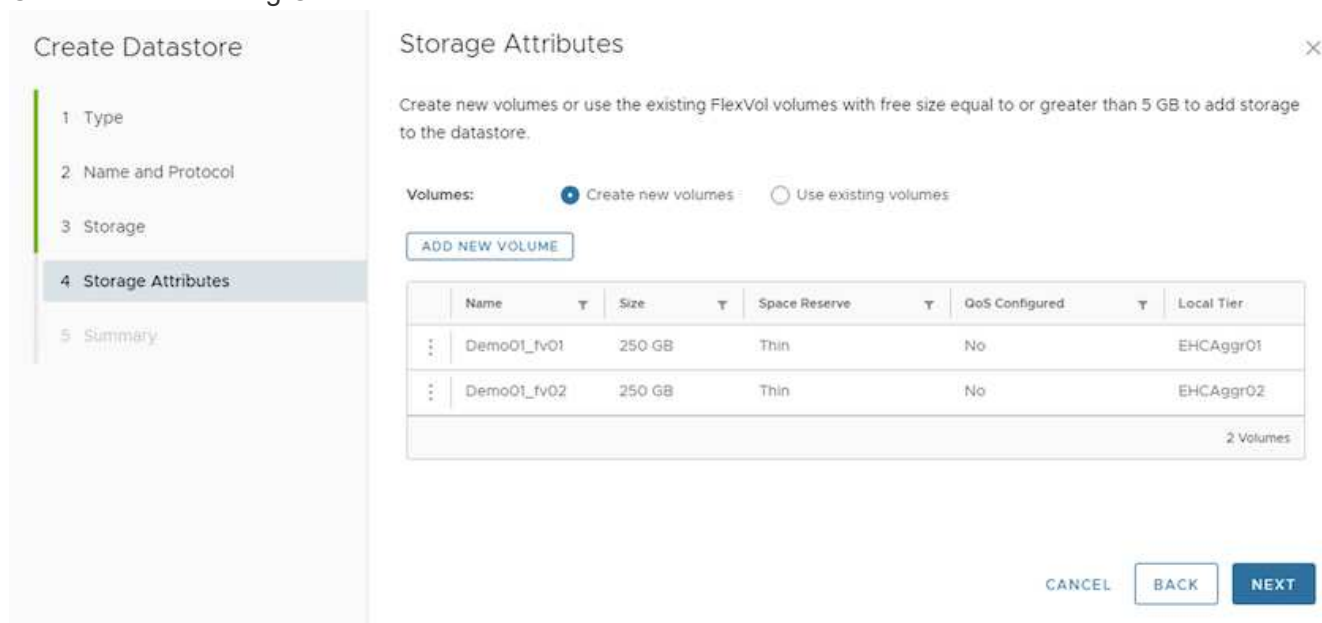 Create Datastore
1 Type
2 Name and Protocol
3 Storage
4 Storage Attributes
5 Summary
Storage Attributes
Create new volumes or use the existing FlexVol volumes with free size equal to or greater than 5 GB to add storage
to the datastore.
Volumes: Create new volumes Use existing volumes
ADD NEW VOLUME
Name Size Space Reserve QoS Configured Local Tier
Demo01_fv01 250 GB Thin No EHCAggr01
Demo01_fv02 250 GB Thin No EHCAggr02
2 Volumes
CANCEL BACK NEXT